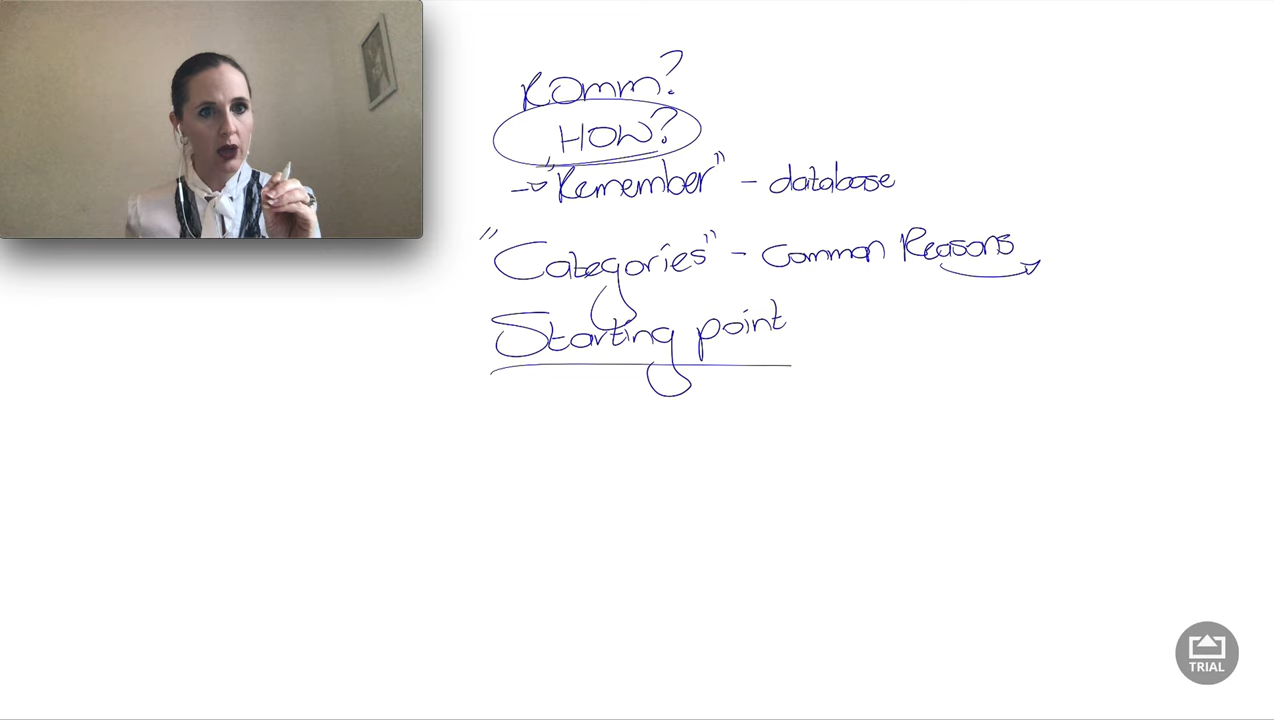 Komm?
HOW?
→ "Remember" - database
"Categories" - Common Reasons
Starting point
TRIAL